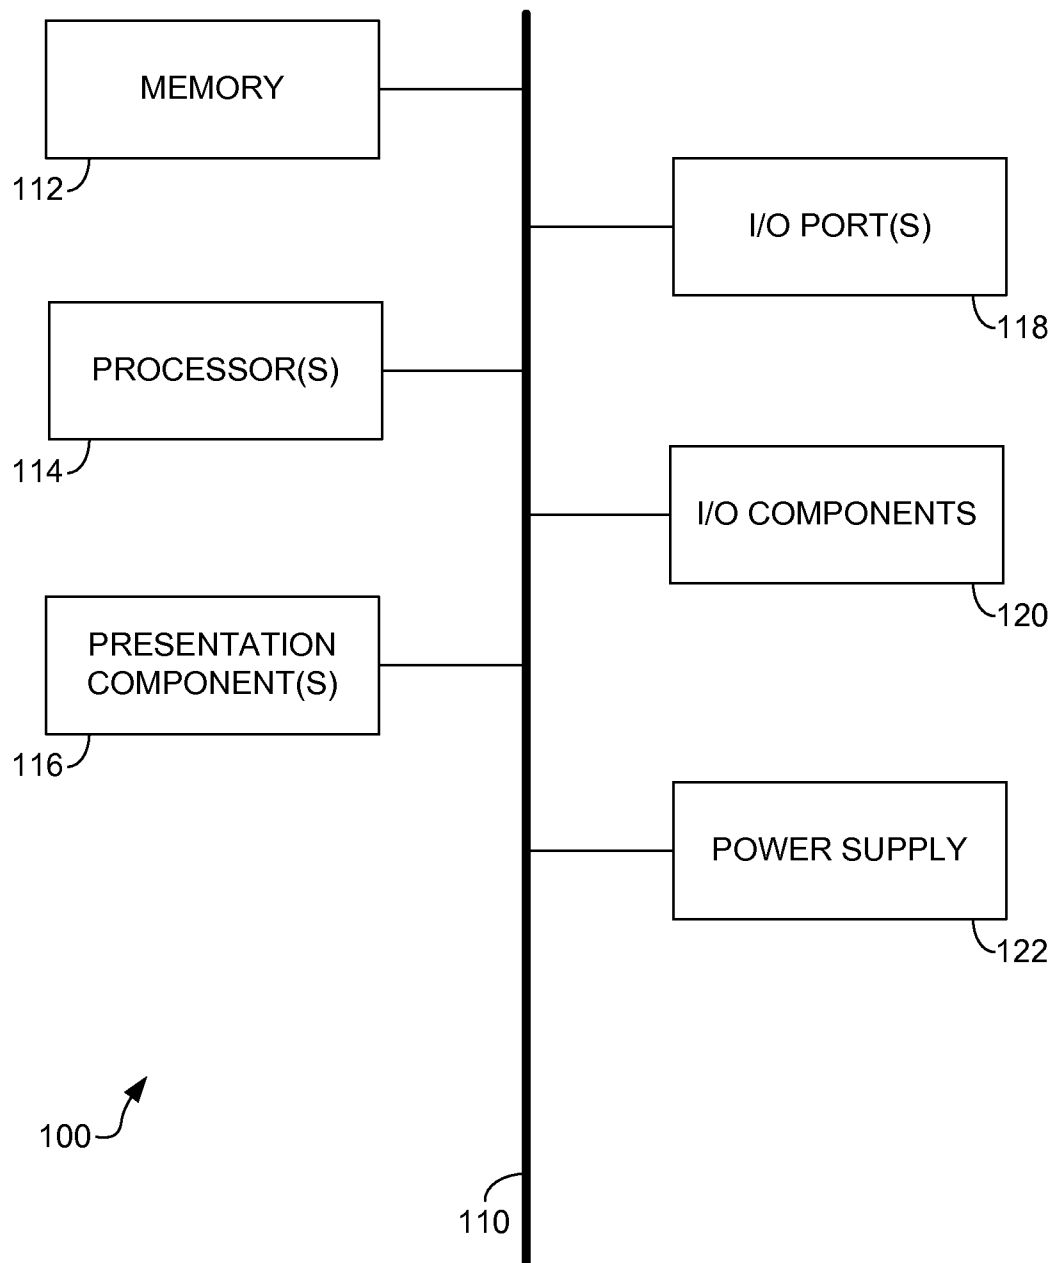 MEMORY
112
I/O PORT(S)
118
PROCESSOR(S)
114
I/O COMPONENTS
120
PRESENTATION
COMPONENT(S)
116
POWER SUPPLY
122
100
110